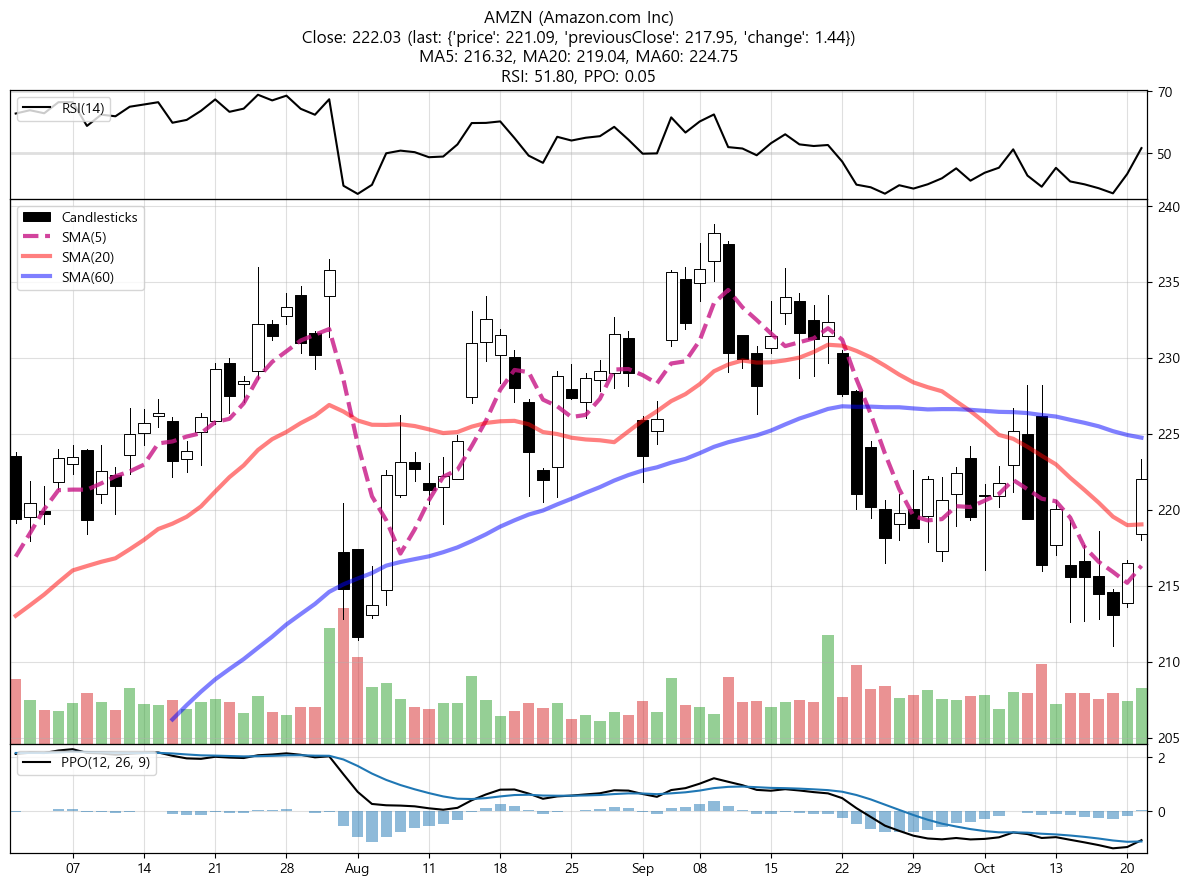 AMZN (Amazon.com Inc)
Close: 222.03 (last: {'price': 221.09, 'previousClose': 217.95, 'change': 1.44})
MA5: 216.32, MA20: 219.04, MA60: 224.75
RSI: 51.80, PPO: 0.05
RSI(14)
70
50
Candlesticks
SMA(5)
SMA(20)
SMA(60)
240
235
230
225
220
215
210
205
PPO(12, 26, 9)
2
0
07 14 21 28 Aug 11 18 25 Sep 08 15 22 29 Oct 13 20